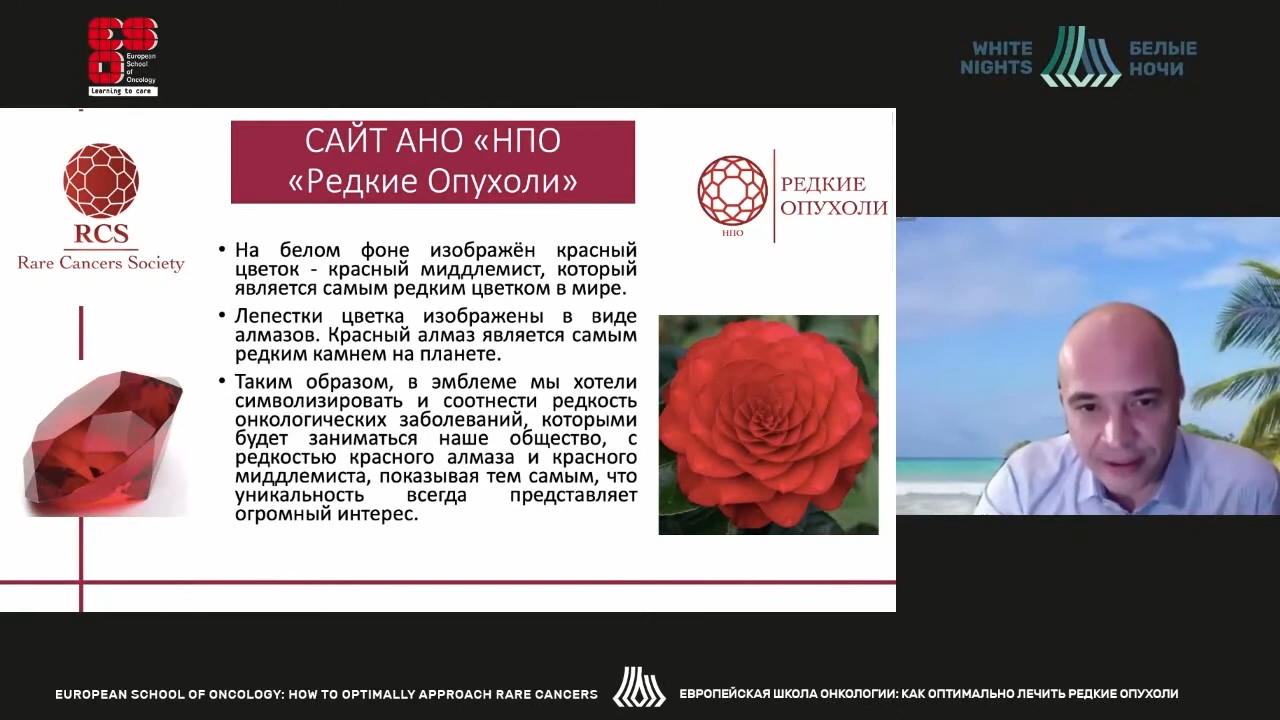 European
School
of
Oncology
Learning to care
WHITE
NIGHTS
БЕЛЫЕ
НОЧИ
САЙТ АНО «НПО
«Редкие Опухоли»
RCS
Rare Cancers Society
РЕДКИЕ
ОПУХОЛИ
НПО
• На белом фоне изображён красный
цветок - красный миддлемист, который
является самым редким цветком в мире.
• Лепестки цветка изображены в виде
алмазов. Красный алмаз является самым
редким камнем на планете.
• Таким образом, в эмблеме мы хотели
символизировать и соотнести редкость
онкологических заболеваний, которыми
будет заниматься наше общество, с
редкостью красного алмаза и красного
миддлемиста, показывая тем самым, что
уникальность всегда представляет
огромный интерес.
EUROPEAN SCHOOL OF ONCOLOGY: HOW TO OPTIMALLY APPROACH RARE CANCERS
ЕВРОПЕЙСКАЯ ШКОЛА ОНКОЛОГИИ: КАК ОПТИМАЛЬНО ЛЕЧИТЬ РЕДКИЕ ОПУХОЛИ